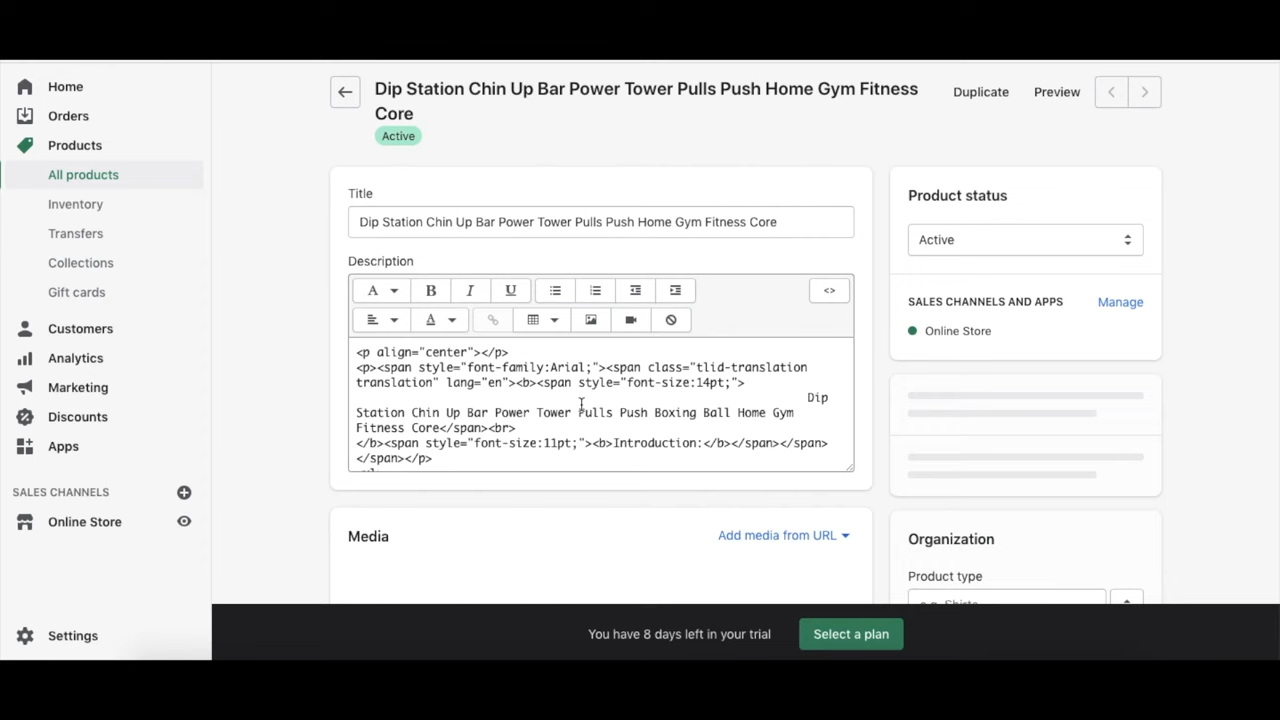 Home
Orders
Products
All products
Inventory
Transfers
Collections
Gift cards
Customers
Analytics
Marketing
Discounts
Apps
SALES CHANNELS
Online Store
Settings
Dip Station Chin Up Bar Power Tower Pulls Push Home Gym Fitness
Core
Active
Duplicate
Preview
Title
Dip Station Chin Up Bar Power Tower Pulls Push Home Gym Fitness Core
Description
A
B
I
U
<>
A
<p align="center"></p>
<p><span style="font-family:Arial;"><span class="tlid-translation
translation" lang="en"><b><span style="font-size:14pt;">
Dip
Station Chin Up Bar Power Tower Pulls Push Boxing Ball Home Gym
Fitness Core</span><br>
</b><span style="font-size:11pt;"><b>Introduction:</b></span></span>
</span></p>
Media
Add media from URL
Product status
Active
SALES CHANNELS AND APPS
Manage
Online Store
Organization
Product type
You have 8 days left in your trial
Select a plan